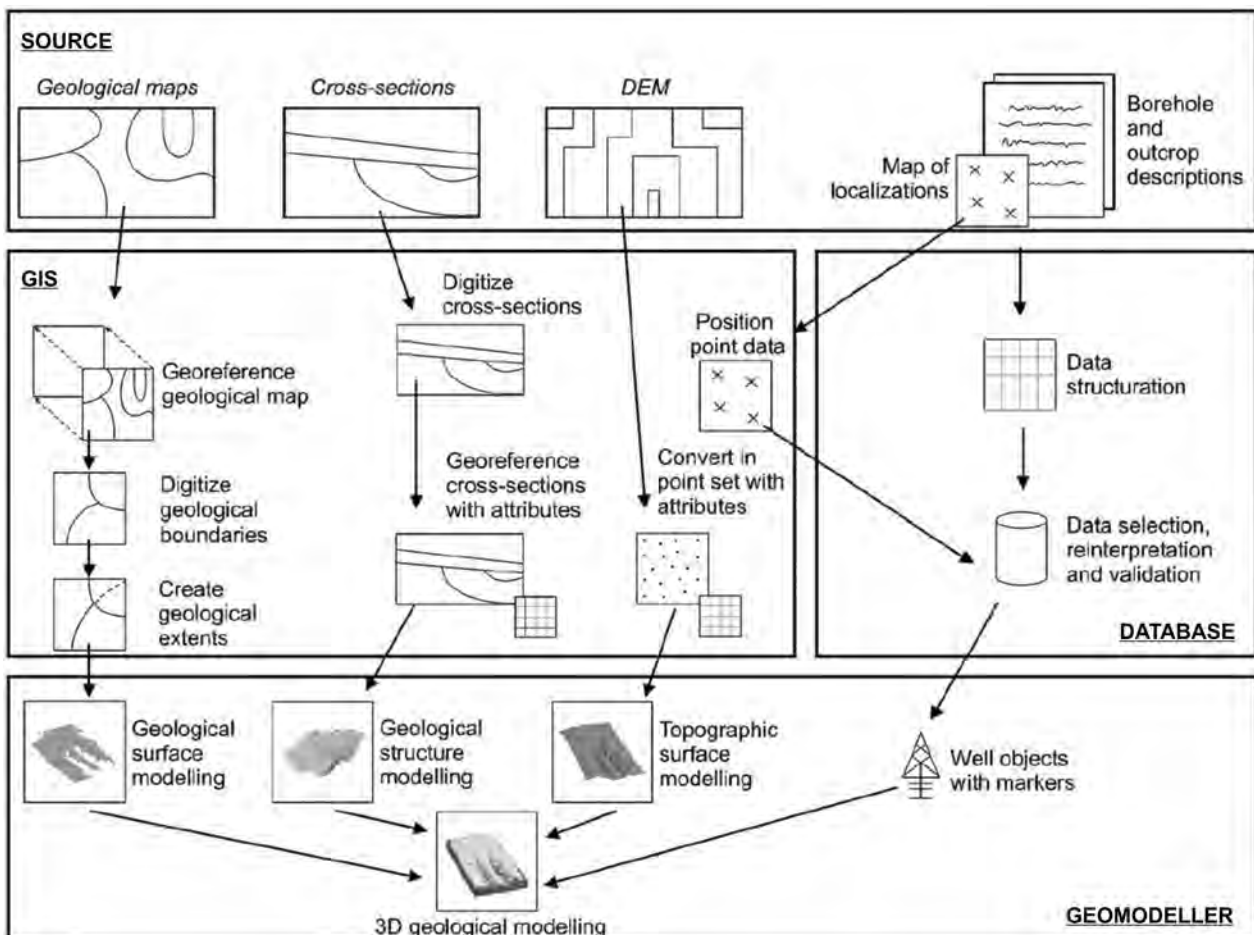 SOURCE
Geological maps
Cross-sections
DEM
Map of
localizations
Borehole
and
outcrop
descriptions
GIS
Georeference
geological map
Digitize
geological
boundaries
Create
geological
extents
Digitize
cross-sections
Georeference
cross-sections
with attributes
Position
point data
Convert in
point set with
attributes
Data
structuration
Data selection,
reinterpretation
and validation
DATABASE
Geological
surface
modelling
Geological
structure
modelling
Topographic
surface
modelling
Well objects
with markers
3D geological modelling
GEOMODELLER